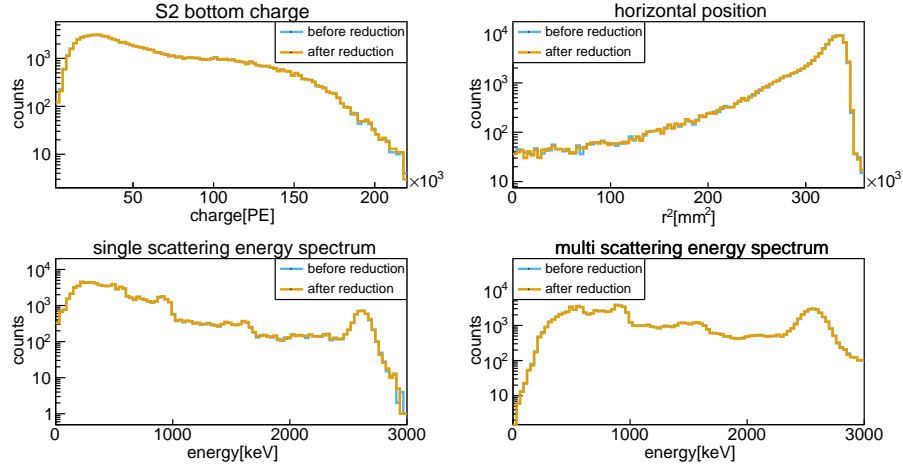 S2 bottom charge
before reduction
after reduction
counts
10³
10²
10
50 100 150 200
×10³
charge[PE]
horizontal position
before reduction
after reduction
counts
10⁴
10³
10²
10
0 100 200 300
×10³
r²[mm²]
single scattering energy spectrum
before reduction
after reduction
counts
10⁴
10³
10²
10
1
0 1000 2000 3000
energy[keV]
multi scattering energy spectrum
before reduction
after reduction
counts
10⁴
10³
10²
10
0 1000 2000 3000
energy[keV]